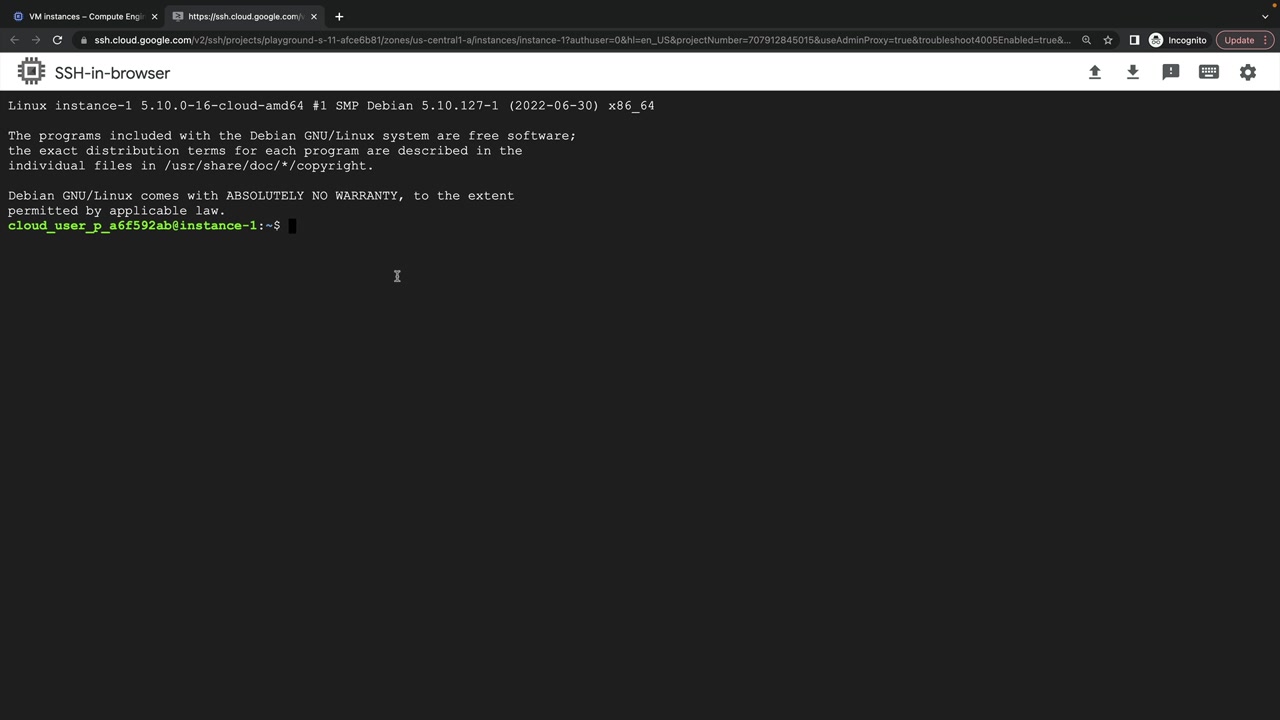 VM instances – Compute Engi
https://ssh.cloud.google.com/v
ssh.cloud.google.com/v2/ssh/projects/playground-s-11-afce6b81/zones/us-central1-a/instances/instance-1?authuser=0&hl=en_US&projectNumber=707912845015&useAdminProxy=true&troubleshoot4005Enabled=true&...
Incognito
Update
SSH-in-browser
Linux instance-1 5.10.0-16-cloud-amd64 #1 SMP Debian 5.10.127-1 (2022-06-30) x86_64
The programs included with the Debian GNU/Linux system are free software;
the exact distribution terms for each program are described in the
individual files in /usr/share/doc/*/copyright.
Debian GNU/Linux comes with ABSOLUTELY NO WARRANTY, to the extent
permitted by applicable law.
cloud_user_p_a6f592ab@instance-1:~$